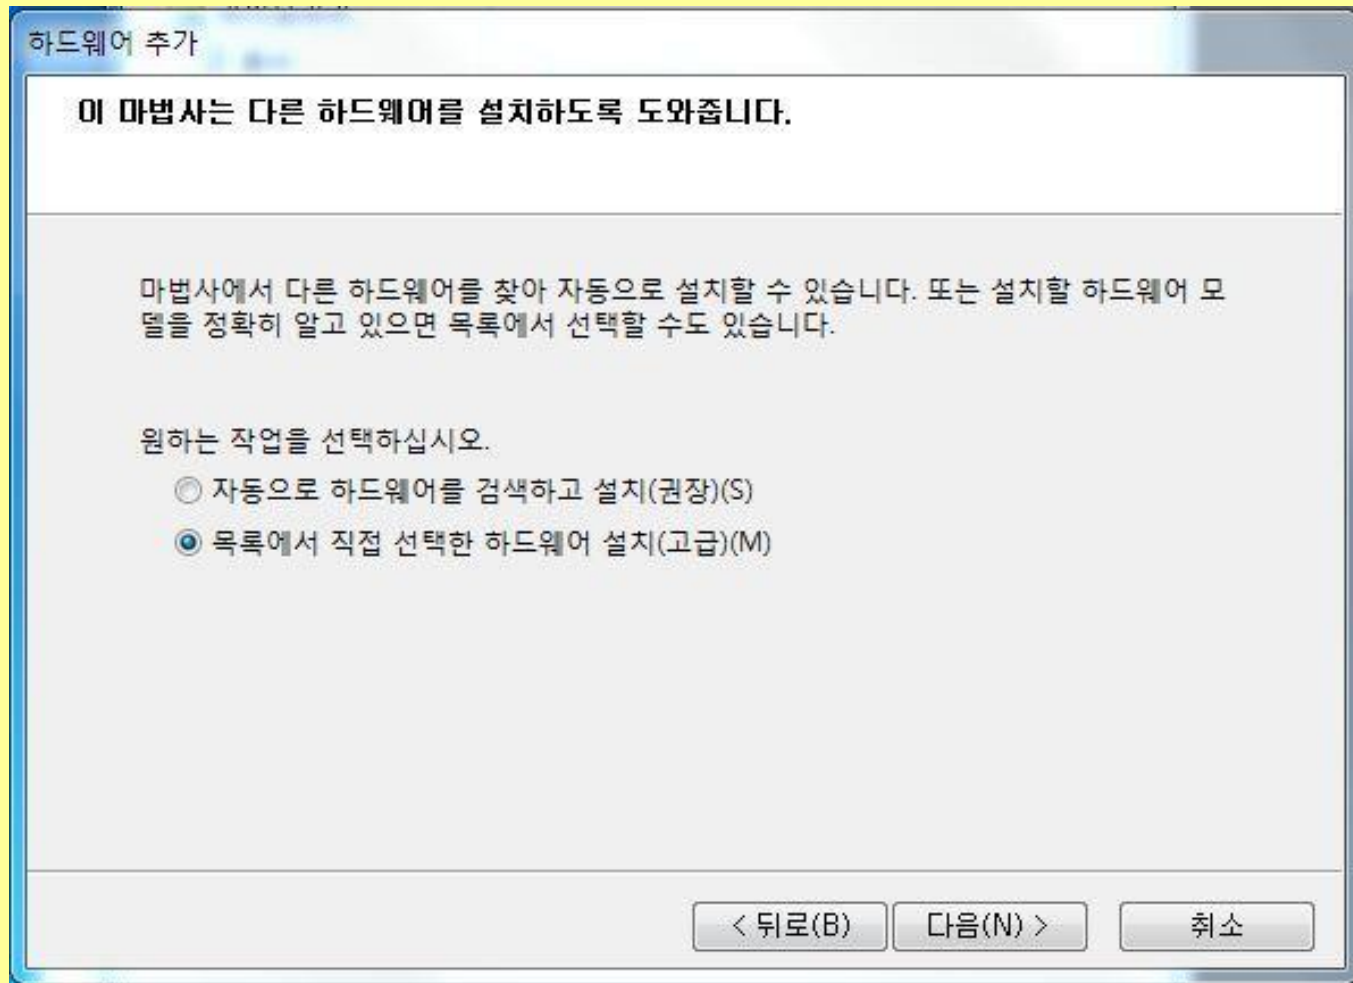 하드웨어 추가
이 마법사는 다른 하드웨어를 설치하도록 도와줍니다.
마법사에서 다른 하드웨어를 찾아 자동으로 설치할 수 있습니다. 또는 설치할 하드웨어 모
델을 정확히 알고 있으면 목록에서 선택할 수도 있습니다.
원하는 작업을 선택하십시오.
자동으로 하드웨어를 검색하고 설치(권장)(S)
목록에서 직접 선택한 하드웨어 설치(고급)(M)
< 뒤로(B) 다음(N) > 취소